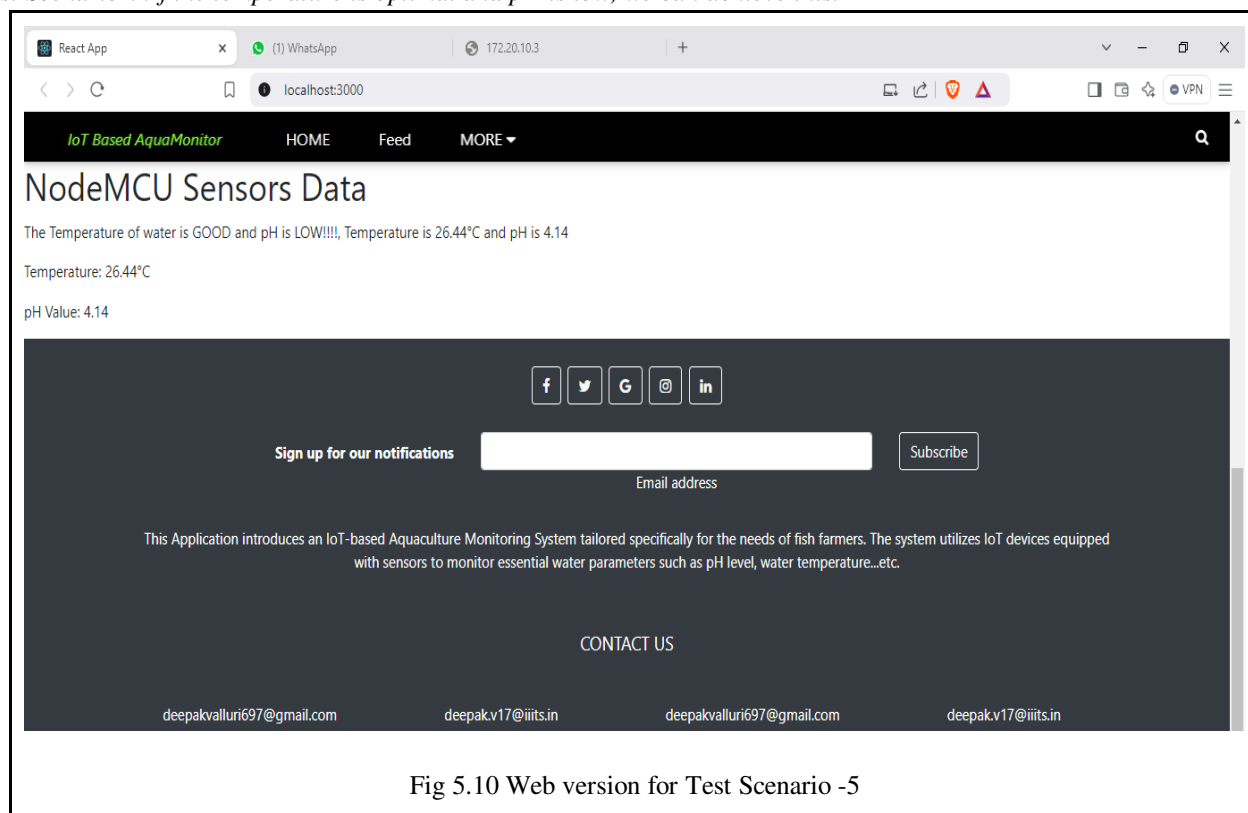 React App
(1) WhatsApp
172.20.10.3
localhost:3000
VPN
IoT Based AquaMonitor HOME Feed MORE
NodeMCU Sensors Data
The Temperature of water is GOOD and pH is LOW!!!!, Temperature is 26.44°C and pH is 4.14
Temperature: 26.44°C
pH Value: 4.14
Sign up for our notifications
Subscribe
Email address
This Application introduces an IoT-based Aquaculture Monitoring System tailored specifically for the needs of fish farmers. The system utilizes IoT devices equipped
with sensors to monitor essential water parameters such as pH level, water temperature...etc.
CONTACT US
deepakvalluri697@gmail.com deepak.v17@iiits.in deepakvalluri697@gmail.com deepak.v17@iiits.in
Fig 5.10 Web version for Test Scenario -5